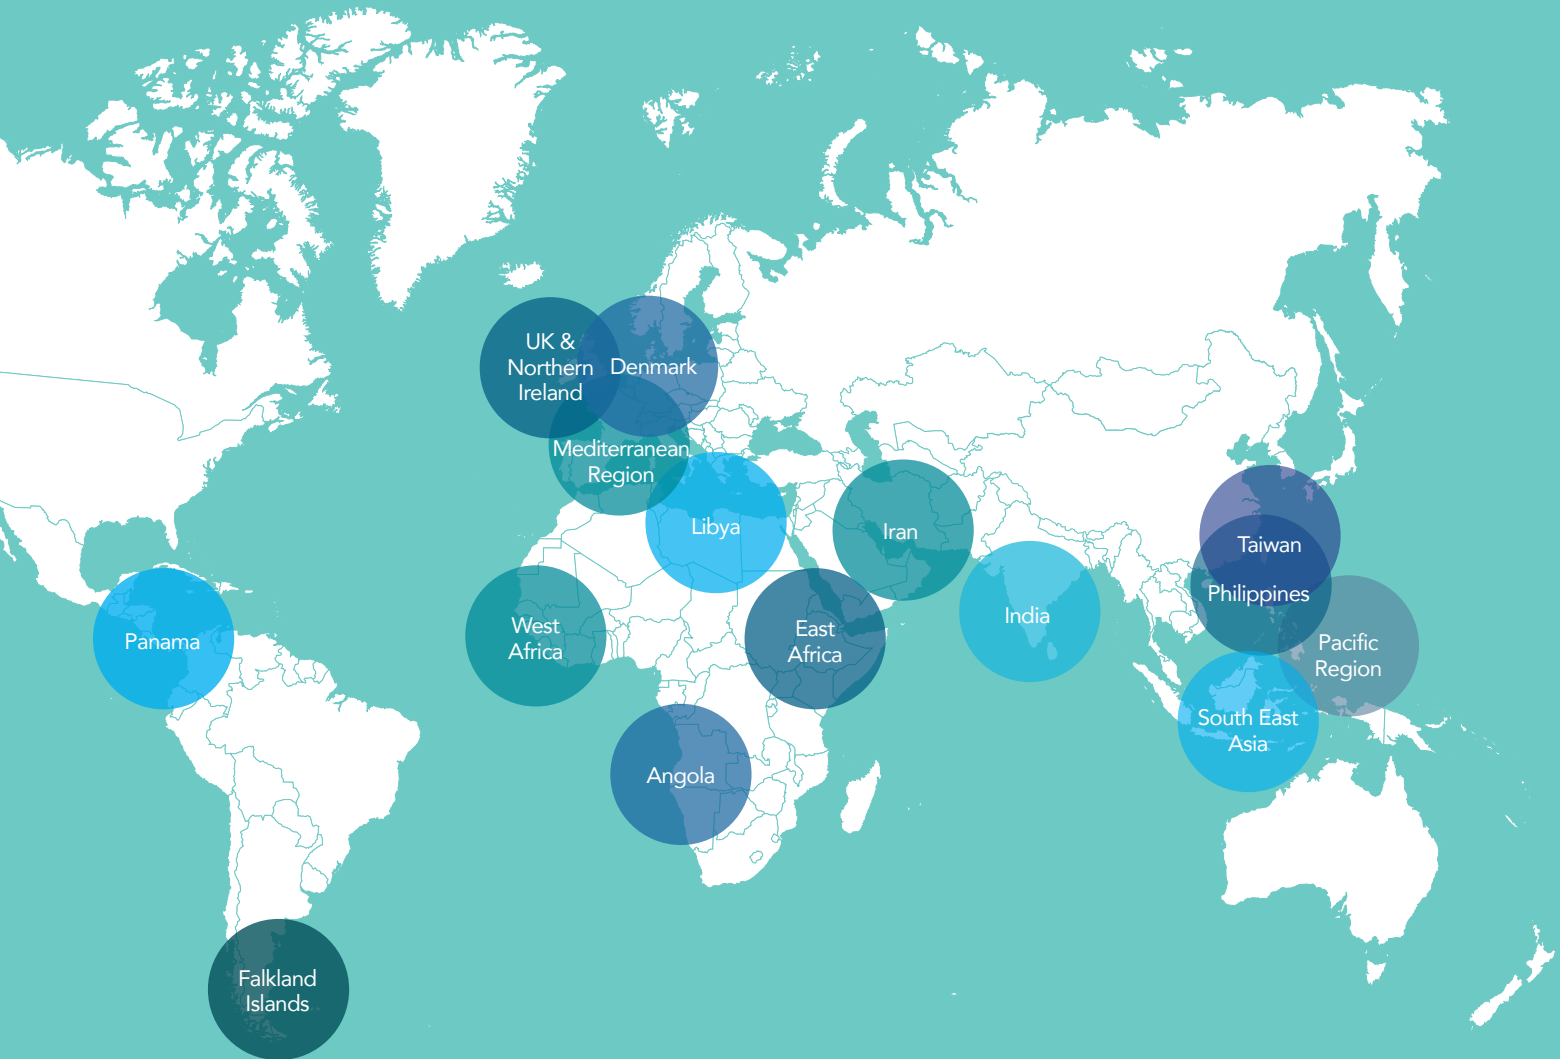 UK &
Northern
Ireland
Denmark
Mediterranean
Region
Libya
Iran
Taiwan
Philippines
India
Panama
West
Africa
East
Africa
Pacific
Region
South East
Asia
Angola
Falkland
Islands